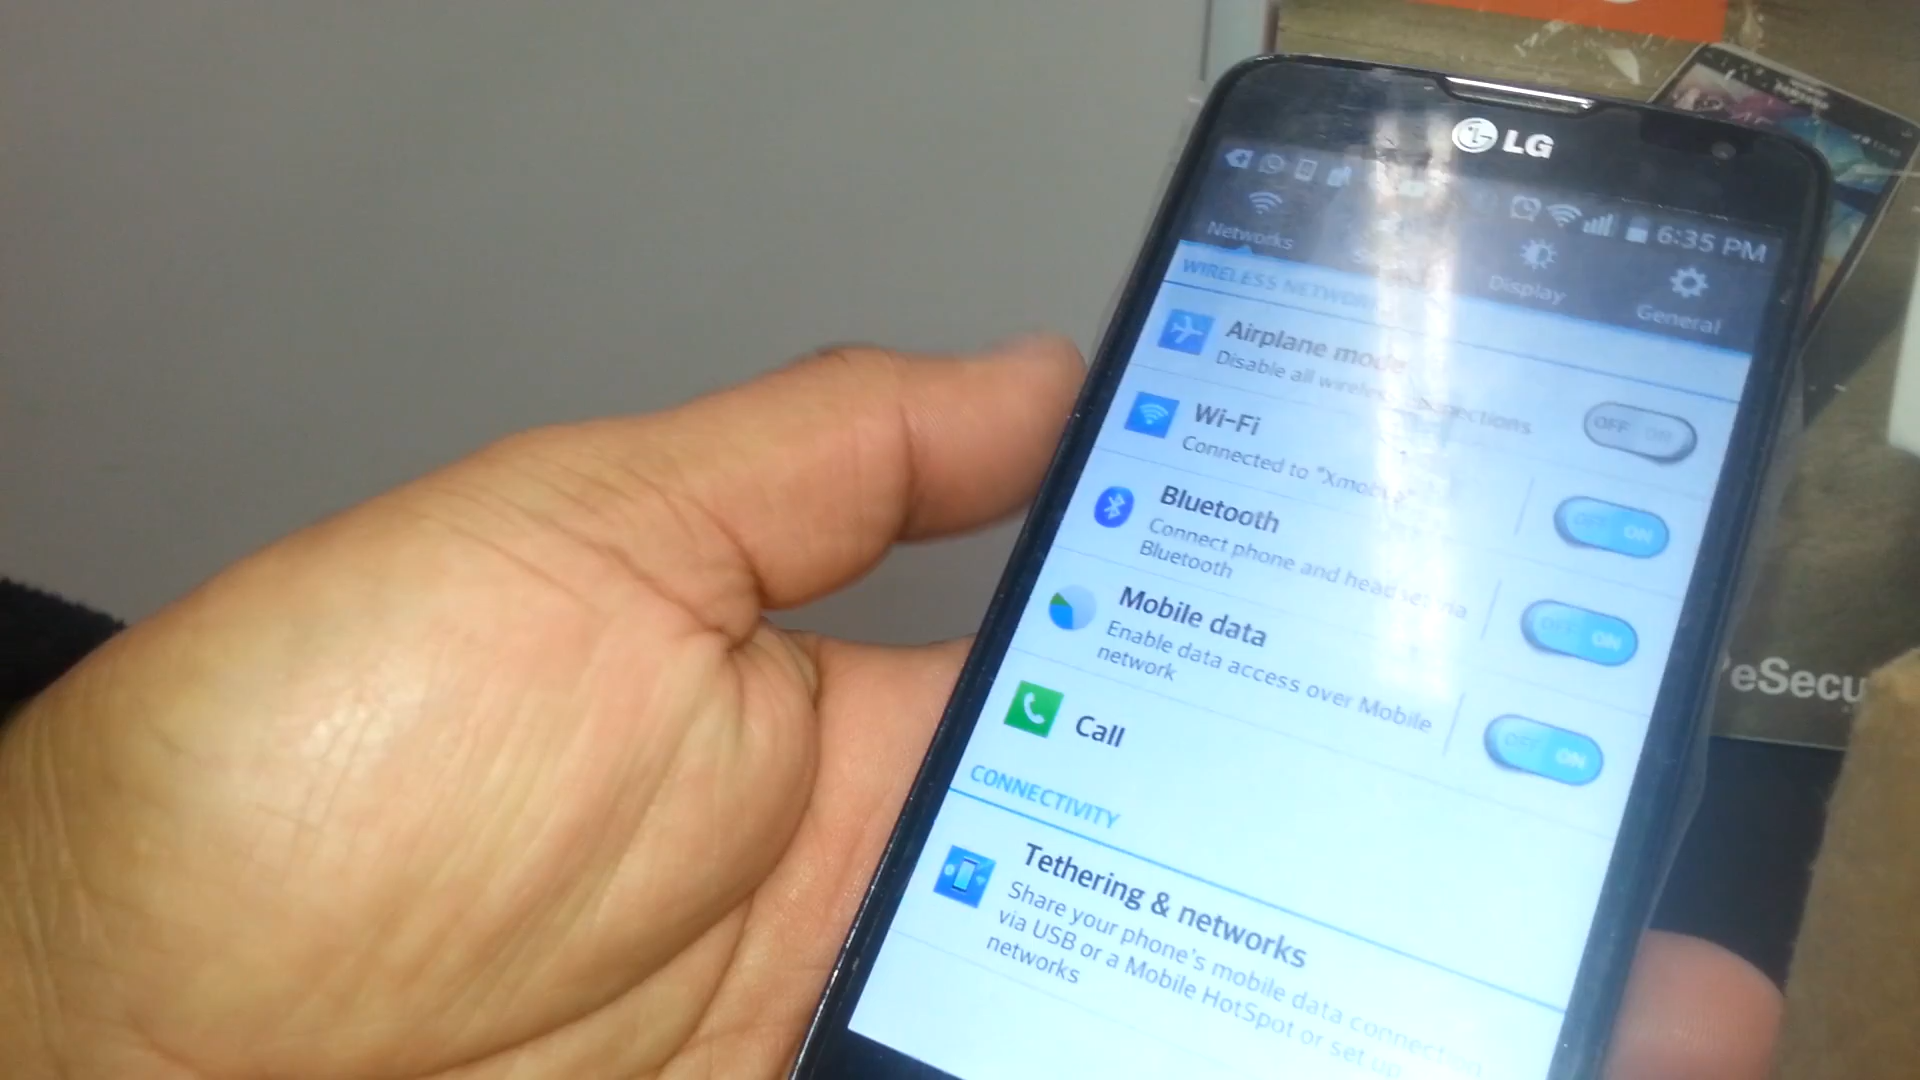 LG
6:35 PM
Networks
Display
General
WIRELESS NETWORKS
Airplane mode
Disable all wireless connections
OFF ON
Wi-Fi
Connected to
OFF ON
Bluetooth
Connect phone and headset via
Bluetooth
OFF ON
Mobile data
Enable data access over Mobile
network
OFF ON
Call
CONNECTIVITY
Tethering & networks
Share your phone's mobile data connection
via USB or a Mobile HotSpot or set up
networks
eSecu